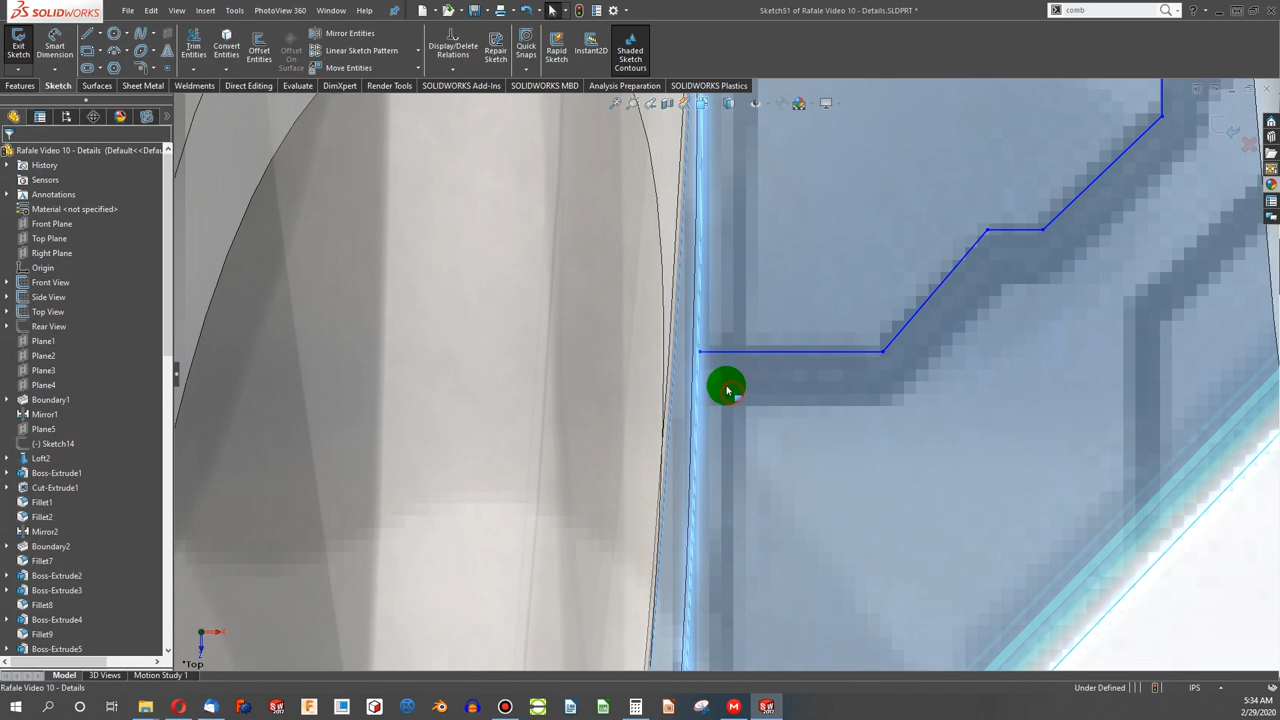 SOLIDWORKS File Edit View Insert Tools PhotoView 360 Window Help Sketch51 of Rafale Video 10 - Details.SLDPRT * comb
Exit Sketch Smart Dimension Trim Entities Convert Entities Offset Entities Offset On Surface Mirror Entities Linear Sketch Pattern Move Entities Display/Delete Relations Repair Sketch Quick Snaps Rapid Sketch Instant2D Shaded Sketch Contours
Features Sketch Surfaces Sheet Metal Weldments Direct Editing Evaluate DimXpert Render Tools SOLIDWORKS Add-Ins SOLIDWORKS MBD Analysis Preparation SOLIDWORKS Plastics
Rafale Video 10 - Details (Default<<Defau
History
Sensors
Annotations
Material <not specified>
Front Plane
Top Plane
Right Plane
Origin
Front View
Side View
Top View
Rear View
Plane1
Plane2
Plane3
Plane4
Boundary1
Mirror1
Plane5
(-) Sketch14
Loft2
Boss-Extrude1
Cut-Extrude1
Fillet1
Fillet2
Mirror2
Boundary2
Fillet7
Boss-Extrude2
Boss-Extrude3
Fillet8
Boss-Extrude4
Fillet9
Boss-Extrude5
*Top
Model 3D Views Motion Study 1
Rafale Video 10 - Details Under Defined IPS
5:34 AM
2/29/2020